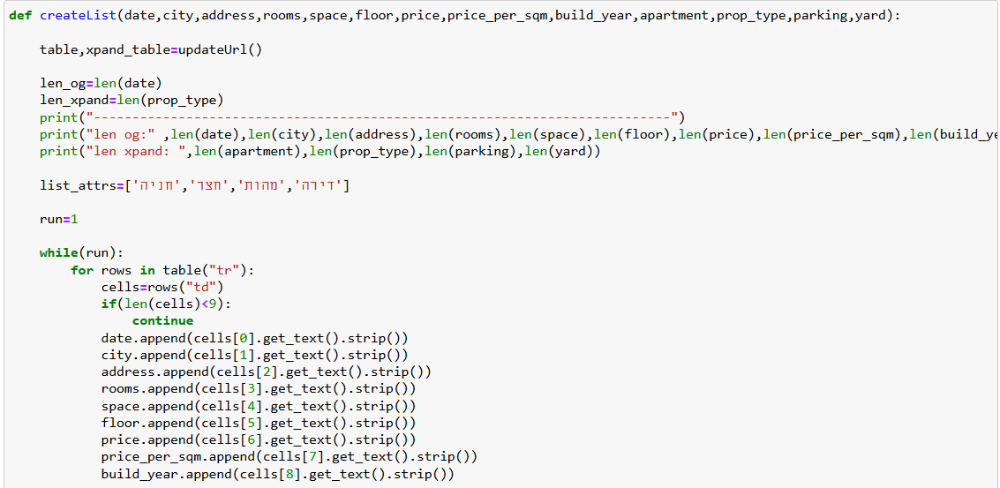 def createList(date,city,address,rooms,space,floor,price,price_per_sqm,build_year,apartment,prop_type,parking,yard):
table,xpand_table=updateUrl()
len_og=len(date)
len_xpand=len(prop_type)
print("---------------------------------------------------------------------------")
print("len og:" ,len(date),len(city),len(address),len(rooms),len(space),len(floor),len(price),len(price_per_sqm),len(build_ye
print("len xpand: ",len(apartment),len(prop_type),len(parking),len(yard))
list_attrs=['דירה','מהות','חצר','חניה']
run=1
while(run):
for rows in table("tr"):
cells=rows("td")
if(len(cells)<9):
continue
date.append(cells[0].get_text().strip())
city.append(cells[1].get_text().strip())
address.append(cells[2].get_text().strip())
rooms.append(cells[3].get_text().strip())
space.append(cells[4].get_text().strip())
floor.append(cells[5].get_text().strip())
price.append(cells[6].get_text().strip())
price_per_sqm.append(cells[7].get_text().strip())
build_year.append(cells[8].get_text().strip())